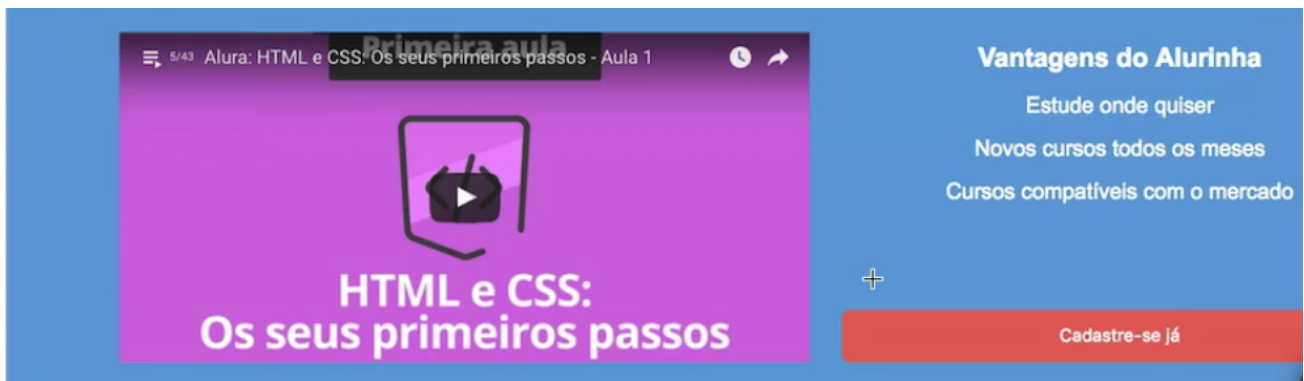 Primeira aula
5/43 Alura: HTML e CSS: Os seus primeiros passos - Aula 1
</>
HTML e CSS:
Os seus primeiros passos
Vantagens do Alurinha
Estude onde quiser
Novos cursos todos os meses
Cursos compatíveis com o mercado
Cadastre-se já